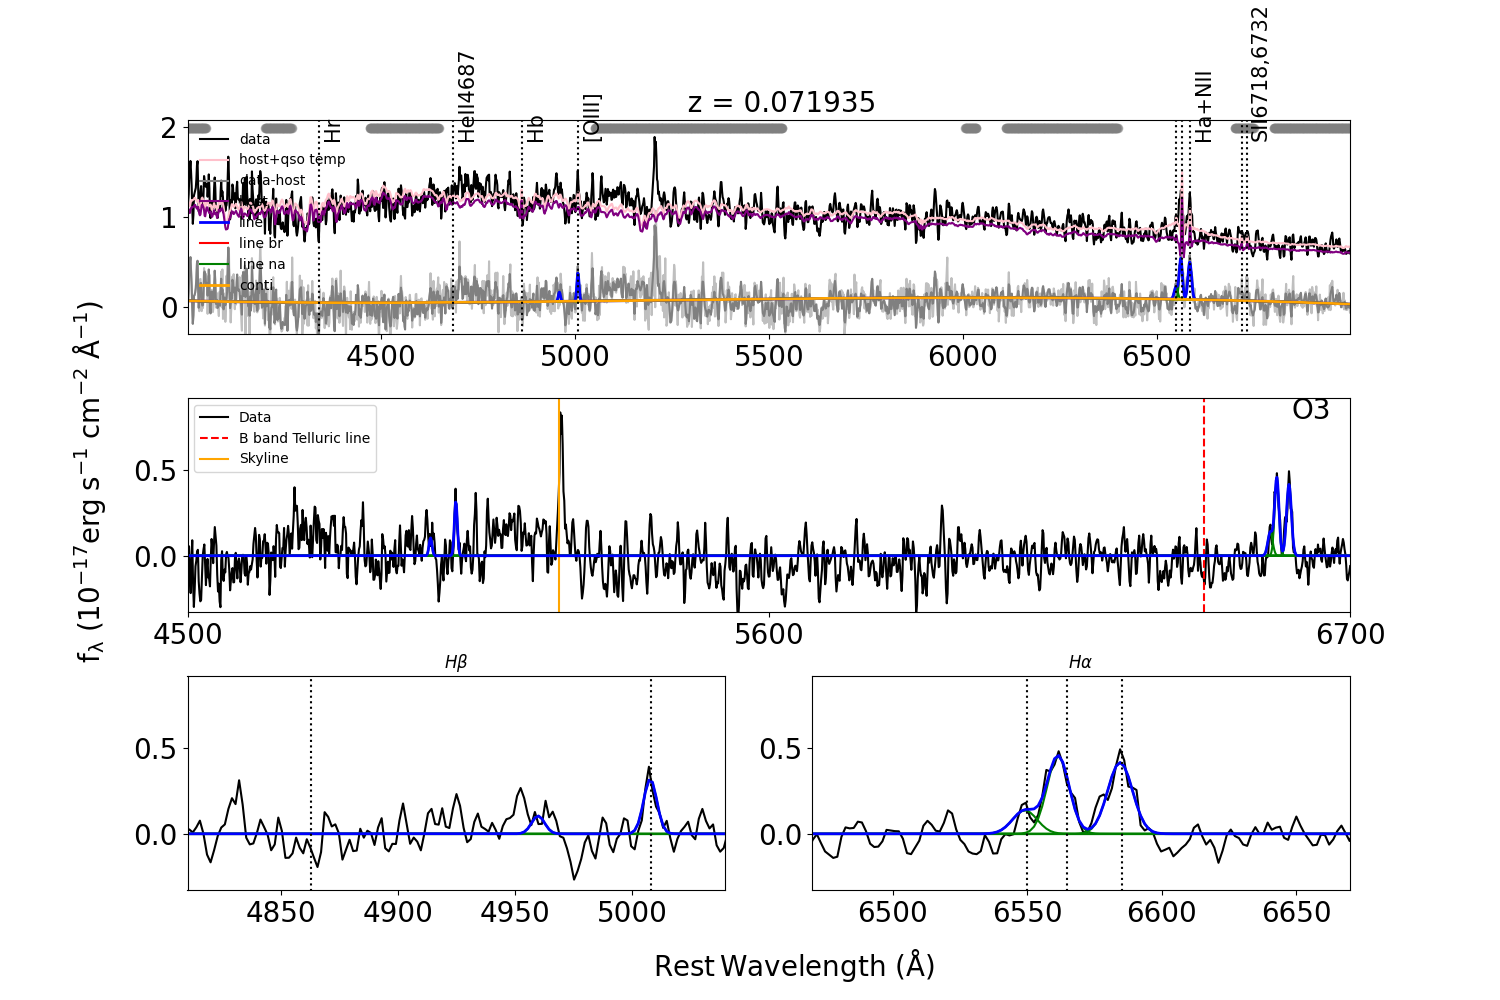 z = 0.071935
Hr
HeII4687
Hb
[OIII]
Ha+NII
SII6718,6732
data
host+qso temp
data-host
host
line
line br
line na
conti
2
1
0
4500
5000
5500
6000
6500
f_λ (10^−17 erg s^−1 cm^−2 Å^−1)
Data
B band Telluric line
Skyline
O3
0.5
0.0
4500
5600
6700
Hβ
0.5
0.0
4850
4900
4950
5000
Hα
0.5
0.0
6500
6550
6600
6650
Rest Wavelength (Å)